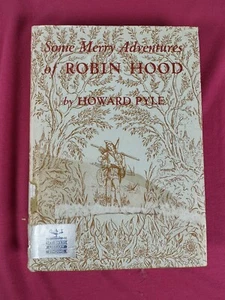 Some Merry Adventures
of ROBIN HOOD
by HOWARD PYLE